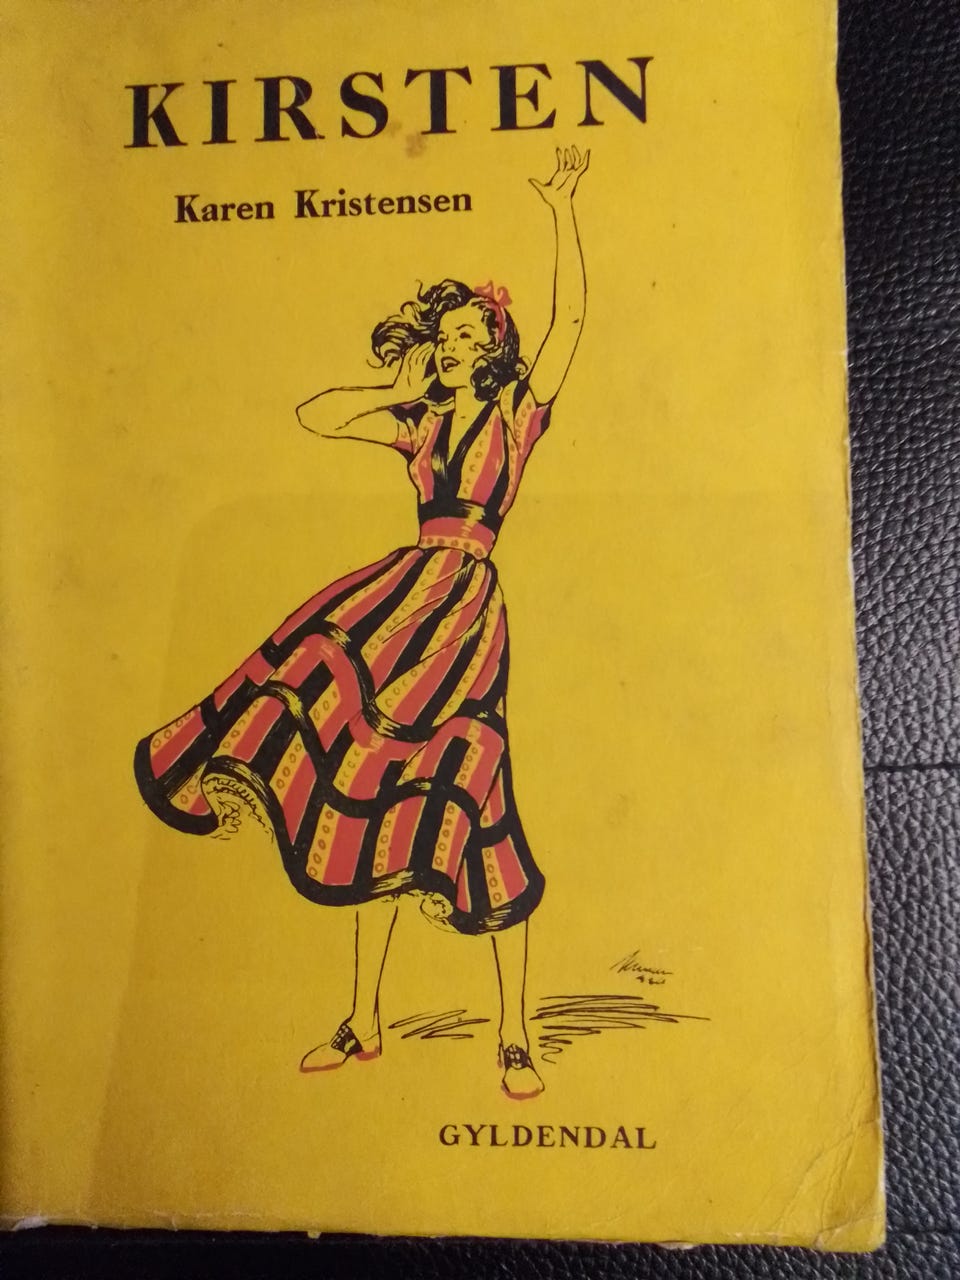 KIRSTEN
Karen Kristensen
GYLDENDAL